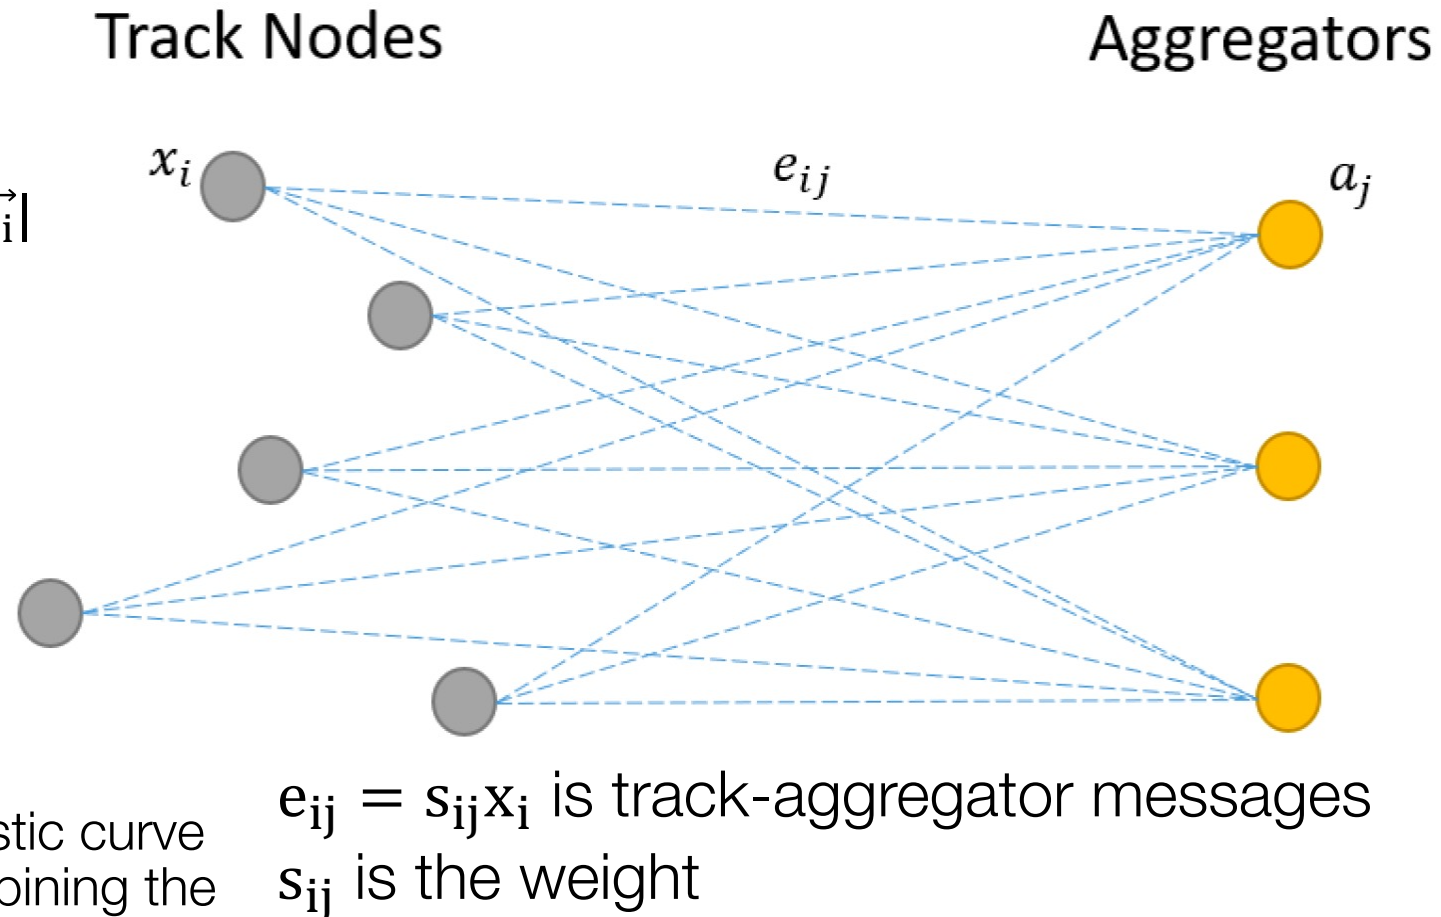 Track Nodes Aggregators
x_i e_ij a_j
i|
e_ij = s_ij x_i is track-aggregator messages
stic curve
s_ij is the weight
bining the